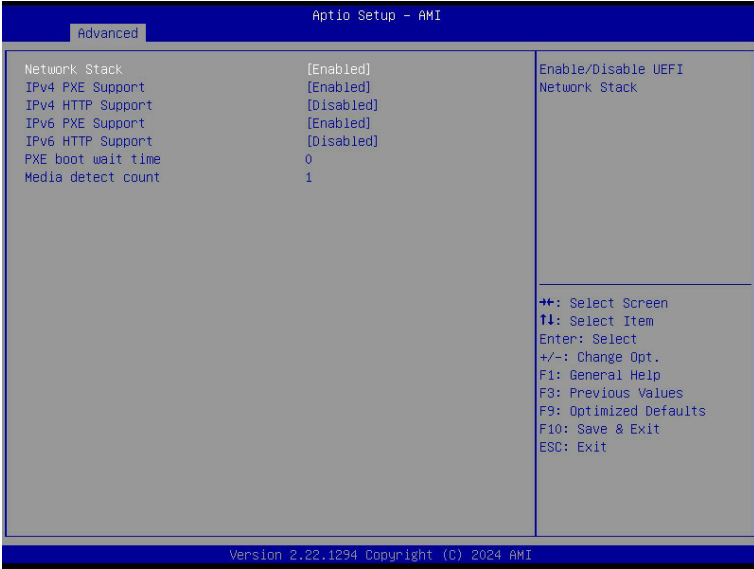 Aptio Setup – AMI
Advanced
Network Stack [Enabled]
IPv4 PXE Support [Enabled]
IPv4 HTTP Support [Disabled]
IPv6 PXE Support [Enabled]
IPv6 HTTP Support [Disabled]
PXE boot wait time 0
Media detect count 1
Enable/Disable UEFI
Network Stack
→←: Select Screen
↑↓: Select Item
Enter: Select
+/-: Change Opt.
F1: General Help
F3: Previous Values
F9: Optimized Defaults
F10: Save & Exit
ESC: Exit
Version 2.22.1294 Copyright (C) 2024 AMI